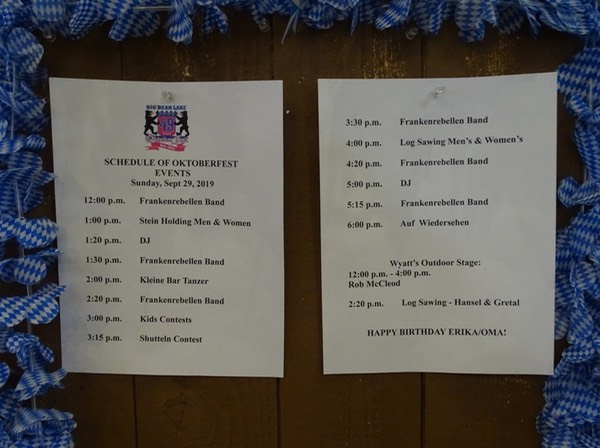 BIG BEAR LAKE
49
SCHEDULE OF OKTOBERFEST
EVENTS
Sunday, Sept 29, 2019
12:00 p.m. Frankenrebellen Band
1:00 p.m. Stein Holding Men & Women
1:20 p.m. DJ
1:30 p.m. Frankenrebellen Band
2:00 p.m. Kleine Bar Tanzer
2:20 p.m. Frankenrebellen Band
3:00 p.m. Kids Contests
3:15 p.m. Shutteln Contest
3:30 p.m. Frankenrebellen Band
4:00 p.m. Log Sawing Men's & Women's
4:20 p.m. Frankenrebellen Band
5:00 p.m. DJ
5:15 p.m. Frankenrebellen Band
6:00 p.m. Auf Wiedersehen
Wyatt's Outdoor Stage:
12:00 p.m. - 4:00 p.m.
Rob McCleod
2:20 p.m. Log Sawing - Hansel & Gretal
HAPPY BIRTHDAY ERIKA/OMA!